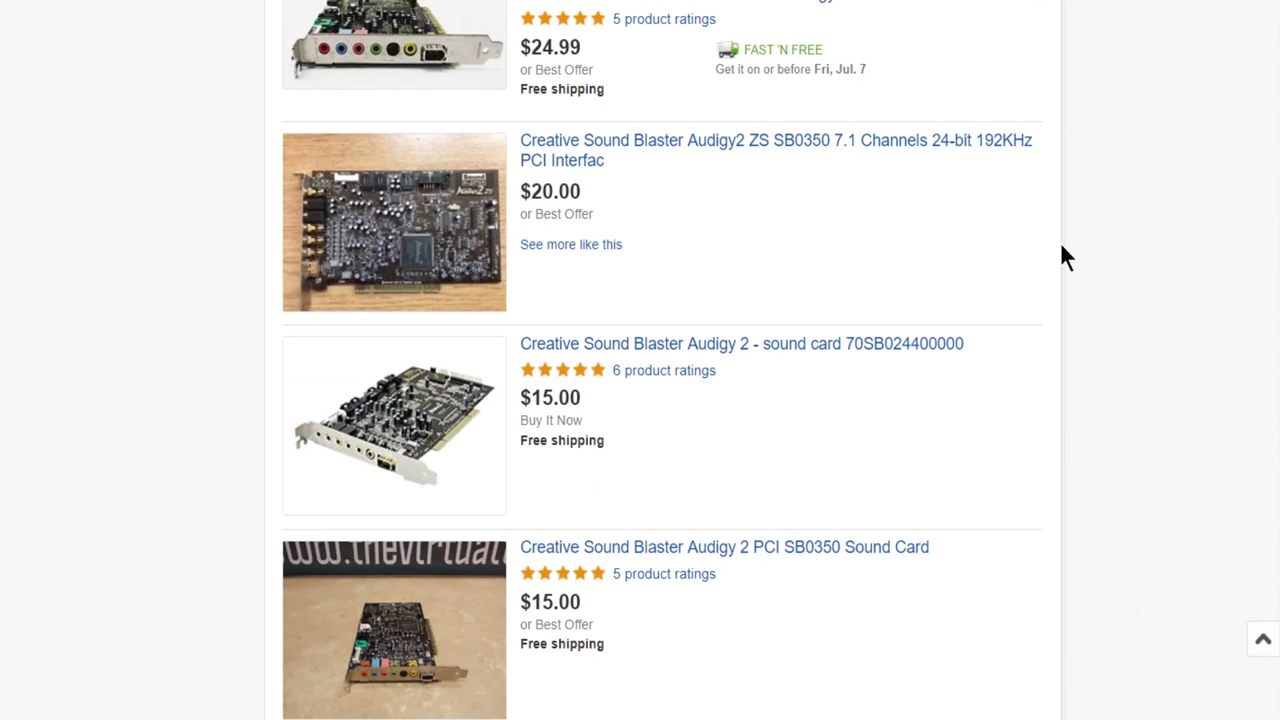 5 product ratings
$24.99
FAST 'N FREE
or Best Offer
Get it on or before Fri, Jul. 7
Free shipping
Creative Sound Blaster Audigy2 ZS SB0350 7.1 Channels 24-bit 192KHz
PCI Interfac
$20.00
or Best Offer
See more like this
Creative Sound Blaster Audigy 2 - sound card 70SB024400000
6 product ratings
$15.00
Buy It Now
Free shipping
Creative Sound Blaster Audigy 2 PCI SB0350 Sound Card
5 product ratings
$15.00
or Best Offer
Free shipping